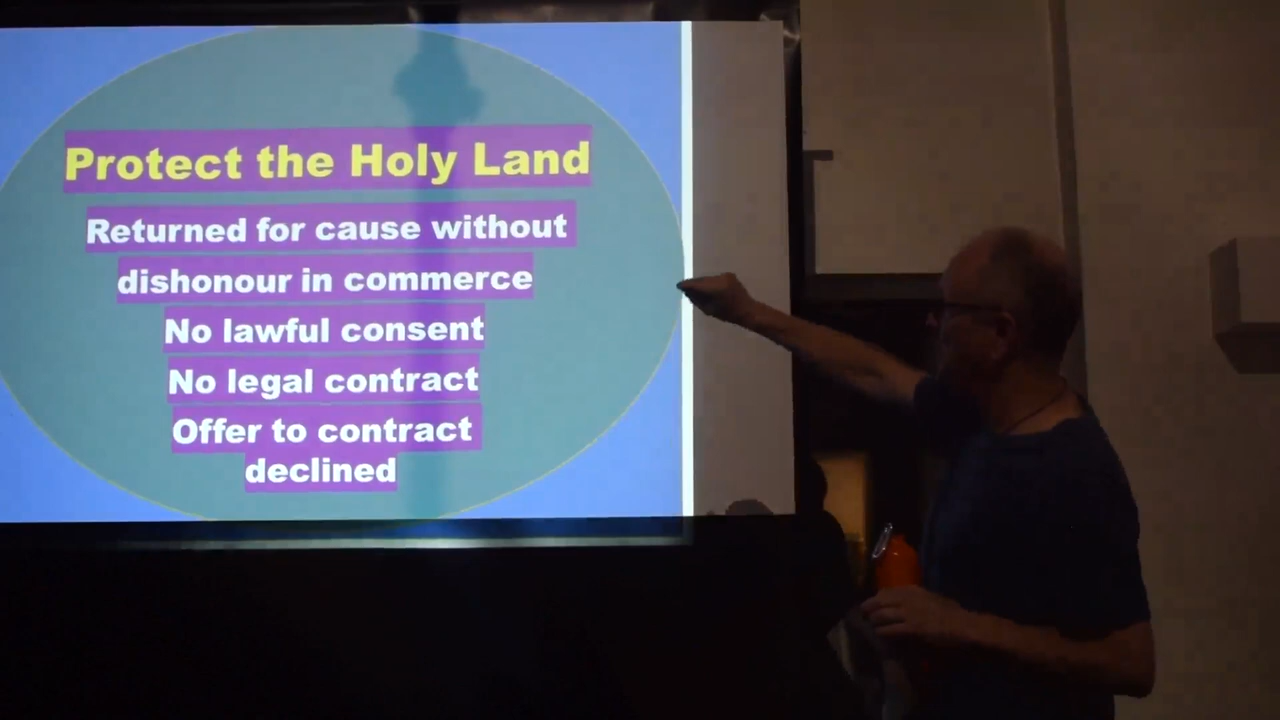 Protect the Holy Land
Returned for cause without
dishonour in commerce
No lawful consent
No legal contract
Offer to contract
declined